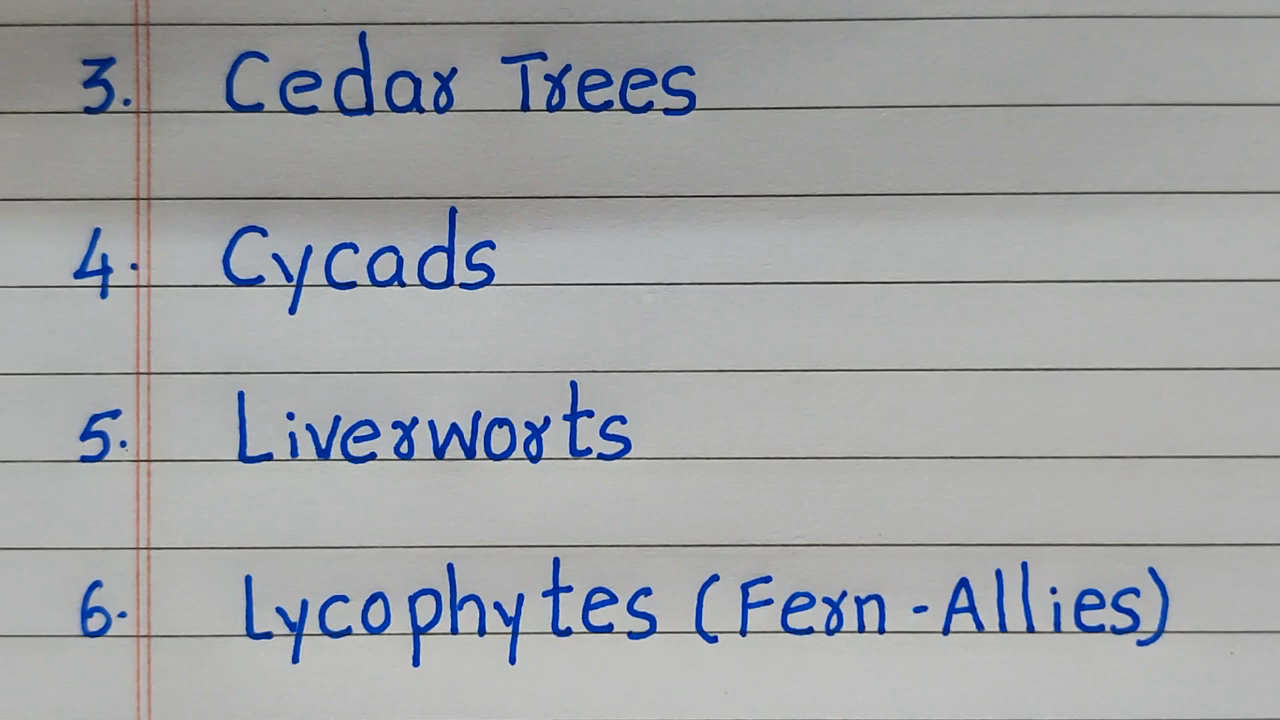 3. Cedar Trees
4. Cycads
5. Liverworts
6. Lycophytes (Fern-Allies)